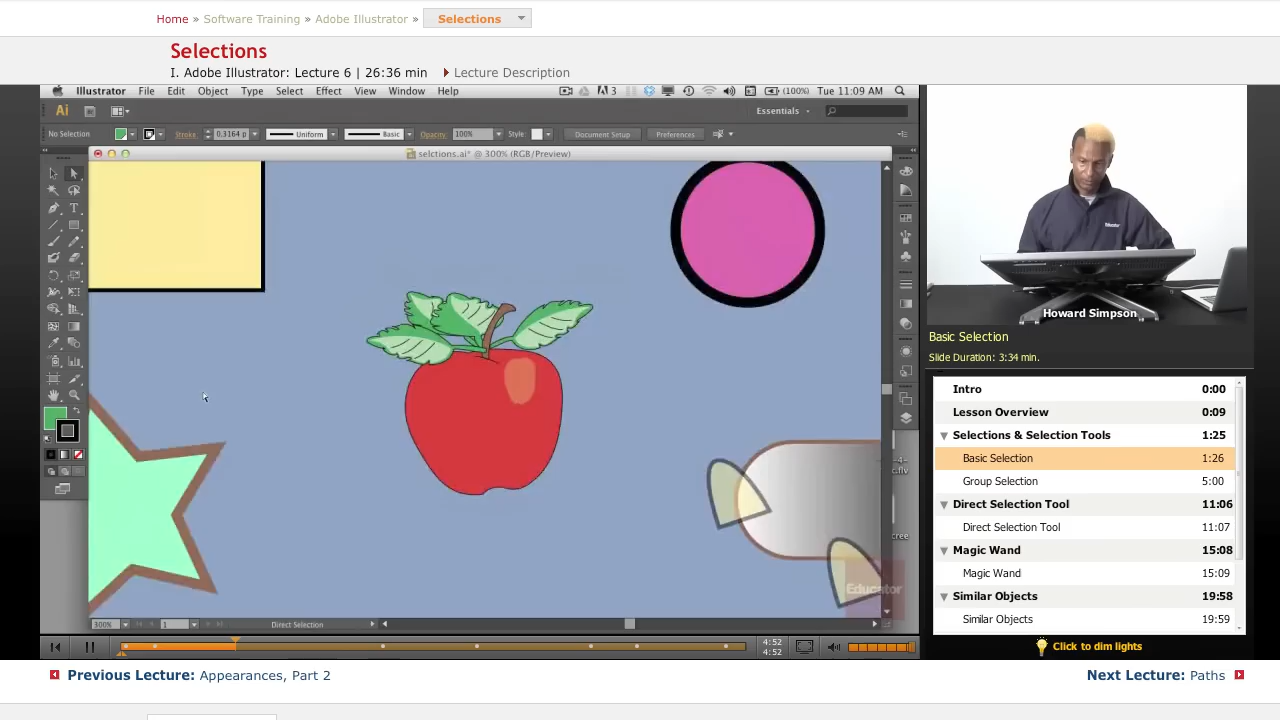 Home » Software Training » Adobe Illustrator » Selections
Selections
I. Adobe Illustrator: Lecture 6 | 26:36 min Lecture Description
Illustrator File Edit Object Type Select Effect View Window Help 3 (100%) Tue 11:09 AM
Ai Essentials
No Selection Stroke: 0.3164 p Uniform Basic Opacity: 100% Style: Document Setup Preferences
selctions.ai* @ 300% (RGB/Preview)
Educator
300% 1 Direct Selection
4:52
4:52
Howard Simpson
Basic Selection
Slide Duration: 3:34 min.
Intro 0:00
Lesson Overview 0:09
Selections & Selection Tools 1:25
Basic Selection 1:26
Group Selection 5:00
Direct Selection Tool 11:06
Direct Selection Tool 11:07
Magic Wand 15:08
Magic Wand 15:09
Similar Objects 19:58
Similar Objects 19:59
Click to dim lights
Previous Lecture: Appearances, Part 2
Next Lecture: Paths